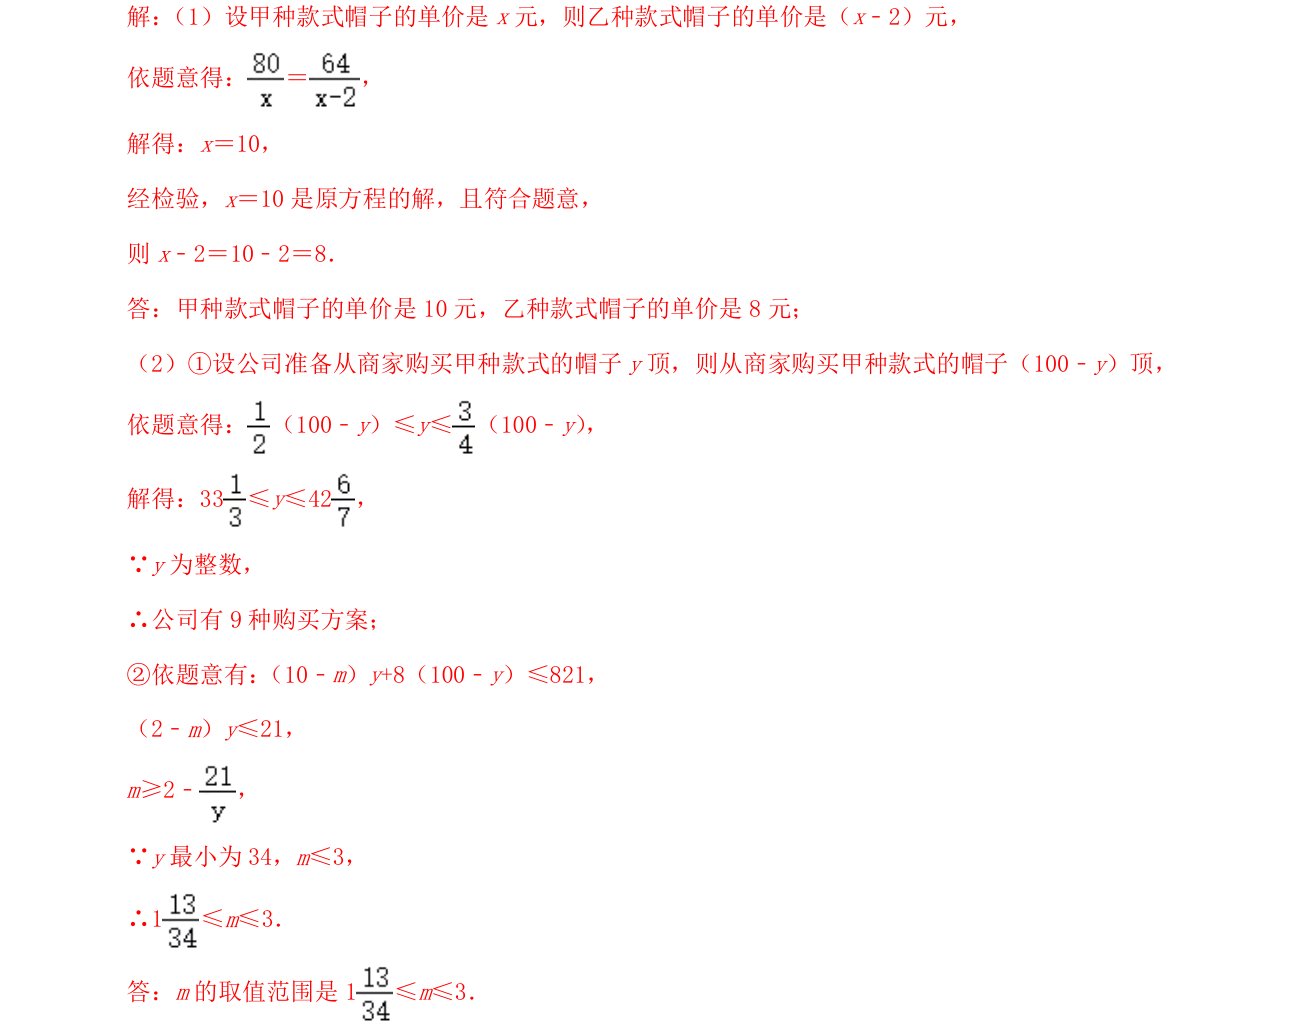 解：（1）设甲种款式帽子的单价是 x 元，则乙种款式帽子的单价是（x﹣2）元，
依题意得：80/x＝64/(x-2)，
解得：x＝10，
经检验，x＝10 是原方程的解，且符合题意，
则 x﹣2＝10﹣2＝8．
答：甲种款式帽子的单价是 10 元，乙种款式帽子的单价是 8 元；
（2）①设公司准备从商家购买甲种款式的帽子 y 顶，则从商家购买甲种款式的帽子（100﹣y）顶，
依题意得：1/2（100﹣y）≤y≤3/4（100﹣y），
解得：33 1/3≤y≤42 6/7，
∵y 为整数，
∴公司有 9 种购买方案；
②依题意有：（10﹣m）y+8（100﹣y）≤821，
（2﹣m）y≤21，
m≥2﹣21/y，
∵y 最小为 34，m≤3，
∴1 13/34≤m≤3．
答：m 的取值范围是 1 13/34≤m≤3．